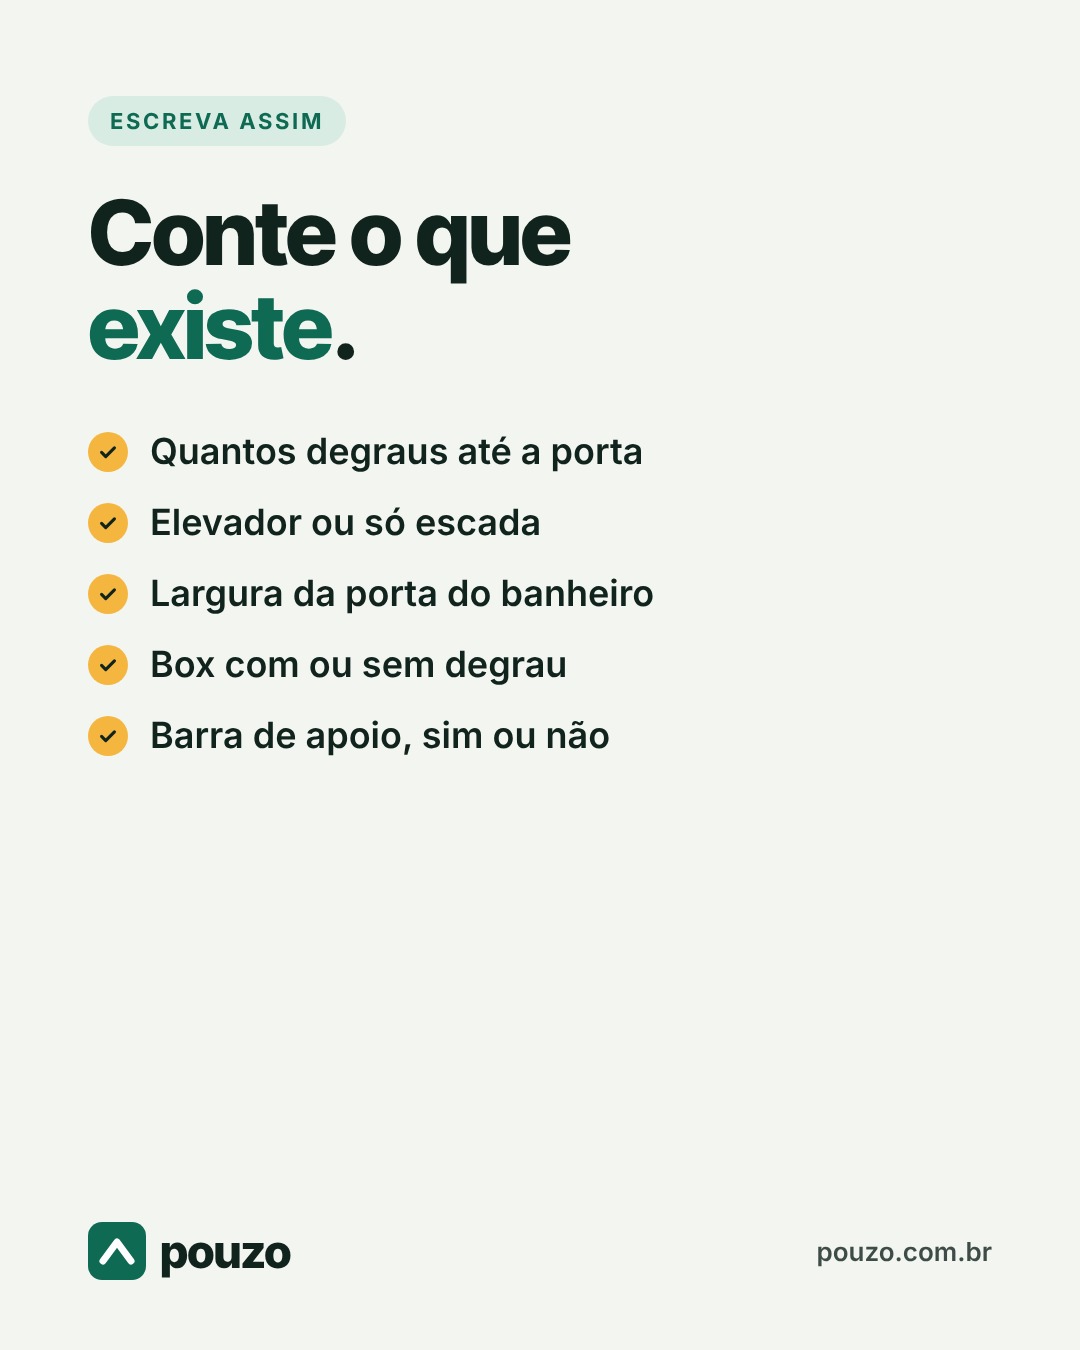 ESCREVA ASSIM
Conte o que
existe.
Quantos degraus até a porta
Elevador ou só escada
Largura da porta do banheiro
Box com ou sem degrau
Barra de apoio, sim ou não
pouzo
pouzo.com.br